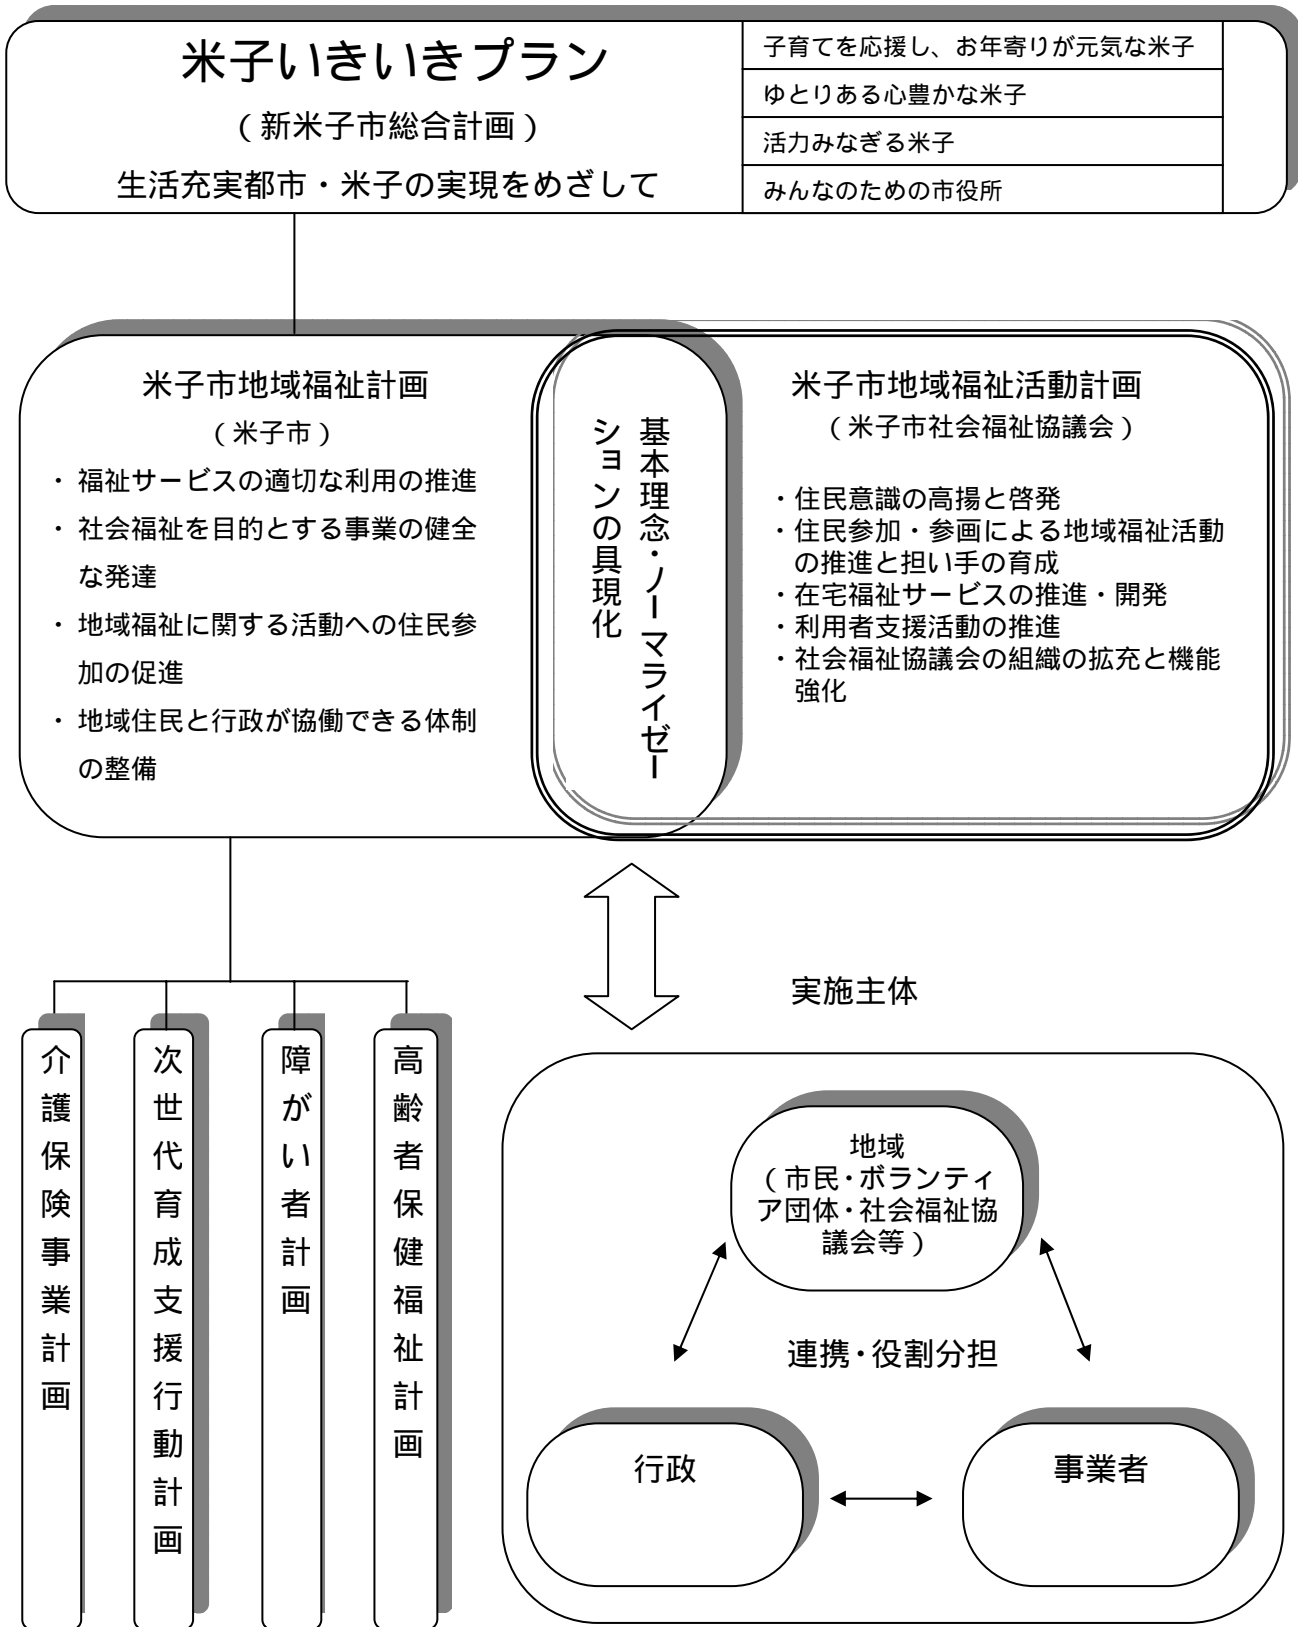 米子いきいきプラン
（新米子市総合計画）
生活充実都市・米子の実現をめざして
子育てを応援し、お年寄りが元気な米子
ゆとりある心豊かな米子
活力みなぎる米子
みんなのための市役所
米子市地域福祉計画
（米子市）
・ 福祉サービスの適切な利用の推進
・ 社会福祉を目的とする事業の健全
な発達
・ 地域福祉に関する活動への住民参
加の促進
・ 地域住民と行政が協働できる体制
の整備
基本理念・ノーマライゼー
ションの具現化
米子市地域福祉活動計画
（米子市社会福祉協議会）
・住民意識の高揚と啓発
・住民参加・参画による地域福祉活動
の推進と担い手の育成
・在宅福祉サービスの推進・開発
・利用者支援活動の推進
・社会福祉協議会の組織の拡充と機能
強化
介護保険事業計画
次世代育成支援行動計画
障がい者計画
高齢者保健福祉計画
実施主体
地域
（市民・ボランティ
ア団体・社会福祉協
議会等）
連携・役割分担
行政
事業者